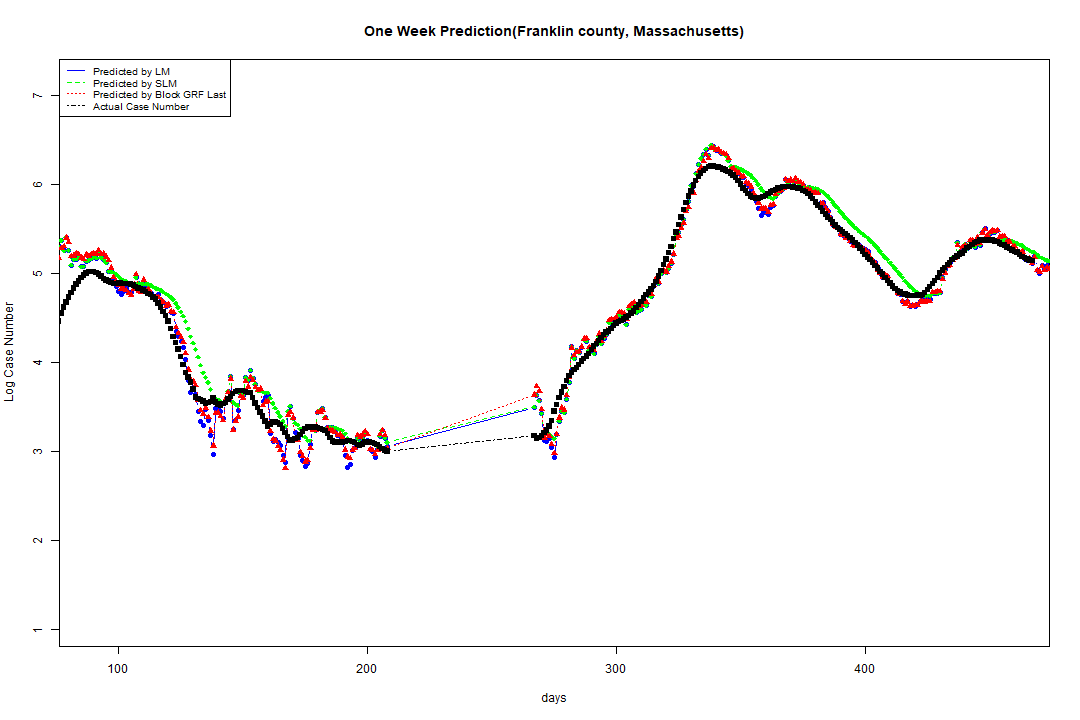 One Week Prediction(Franklin county, Massachusetts)
Predicted by LM
Predicted by SLM
Predicted by Block GRF Last
Actual Case Number
7
6
5
4
3
2
1
Log Case Number
100 200 300 400
days